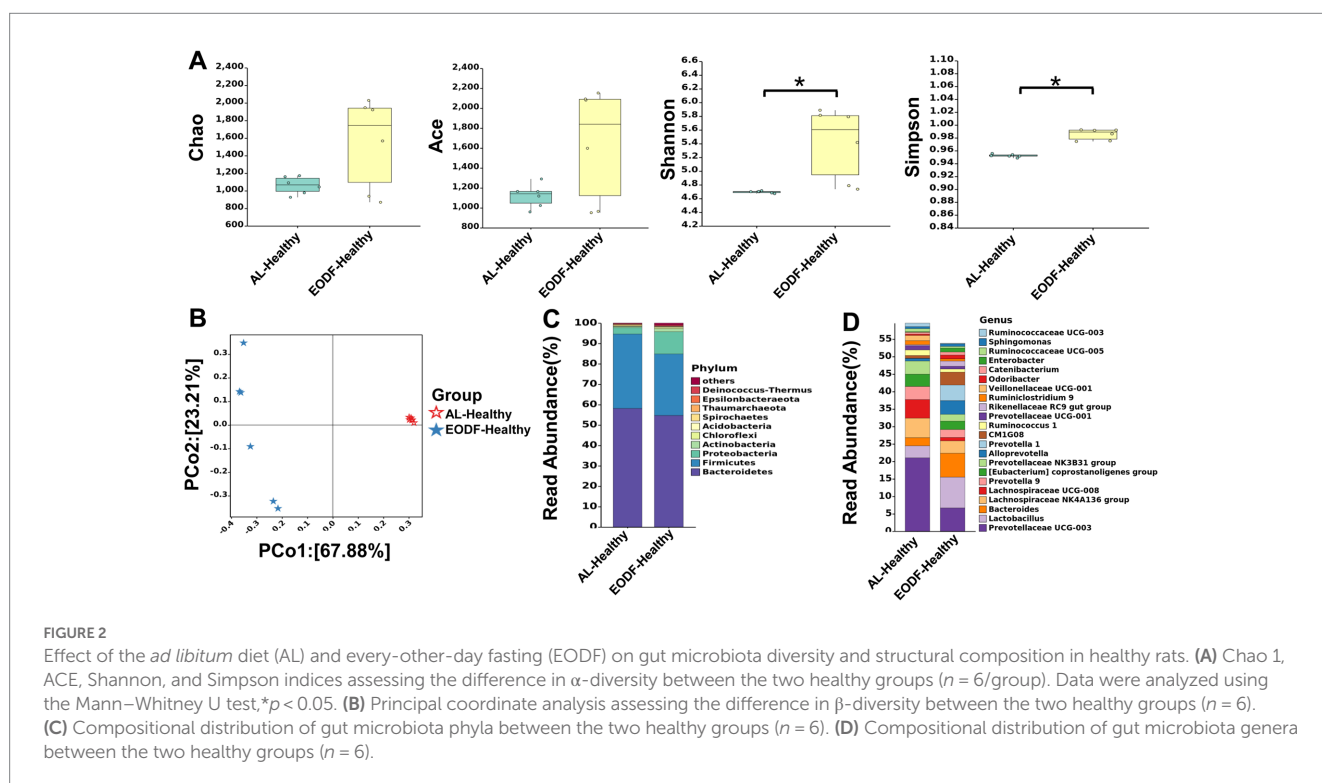 A
Chao
2,400
2,200
2,000
1,800
1,600
1,400
1,200
1,000
800
600
AL-Healthy
EODF-Healthy
Ace
2,400
2,200
2,000
1,800
1,600
1,400
1,200
1,000
800
AL-Healthy
EODF-Healthy
Shannon
6.6
6.4
6.2
6.0
5.8
5.6
5.4
5.2
5.0
4.8
4.6
4.4
4.2
*
AL-Healthy
EODF-Healthy
Simpson
1.10
1.08
1.06
1.04
1.02
1.00
0.98
0.96
0.94
0.92
0.90
0.88
0.86
0.84
*
AL-Healthy
EODF-Healthy
B
PCo2:[23.21%]
0.3
0.2
0.1
0.0
-0.1
-0.2
-0.3
-0.4
-0.3
-0.2
-0.1
0.0
0.1
0.2
0.3
PCo1:[67.88%]
Group
AL-Healthy
EODF-Healthy
C
Read Abundance(%)
100
90
80
70
60
50
40
30
20
10
0
AL-Healthy
EODF-Healthy
Phylum
others
Deinococcus-Thermus
Epsilonbacteraeota
Thaumarchaeota
Spirochaetes
Acidobacteria
Chloroflexi
Actinobacteria
Proteobacteria
Firmicutes
Bacteroidetes
D
Read Abundance(%)
55
50
45
40
35
30
25
20
15
10
5
0
AL-Healthy
EODF-Healthy
Genus
Ruminococcaceae UCG-003
Sphingomonas
Ruminococcaceae UCG-005
Enterobacter
Catenibacterium
Odoribacter
Veillonellaceae UCG-001
Ruminiclostridium 9
Rikenellaceae RC9 gut group
Prevotellaceae UCG-001
Ruminococcus 1
CM1G08
Prevotella 1
Alloprevotella
Prevotellaceae NK3B31 group
[Eubacterium] coprostanoligenes group
Prevotella 9
Lachnospiraceae UCG-008
Lachnospiraceae NK4A136 group
Bacteroides
Lactobacillus
Prevotellaceae UCG-003
FIGURE 2
Effect of the ad libitum diet (AL) and every-other-day fasting (EODF) on gut microbiota diversity and structural composition in healthy rats. (A) Chao 1,
ACE, Shannon, and Simpson indices assessing the difference in α-diversity between the two healthy groups (n = 6/group). Data were analyzed using
the Mann–Whitney U test,*p < 0.05. (B) Principal coordinate analysis assessing the difference in β-diversity between the two healthy groups (n = 6).
(C) Compositional distribution of gut microbiota phyla between the two healthy groups (n = 6). (D) Compositional distribution of gut microbiota genera
between the two healthy groups (n = 6).